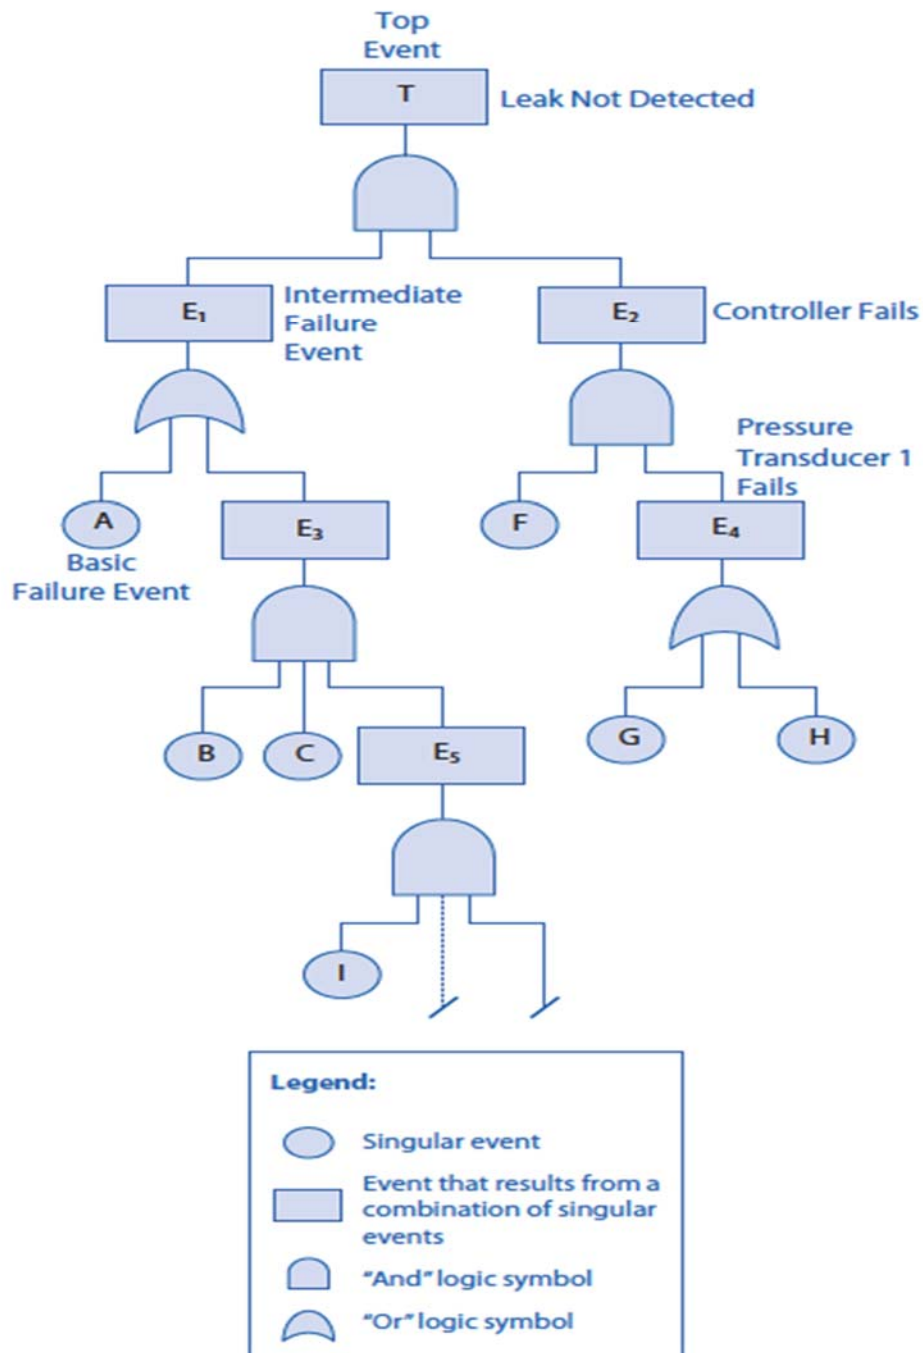 Top
Event
T
Leak Not Detected
E₁
Intermediate
Failure
Event
E₂
Controller Fails
Pressure
Transducer 1
Fails
A
Basic
Failure Event
E₃
F
E₄
B
C
E₅
G
H
I
Legend:
Singular event
Event that results from a
combination of singular
events
"And" logic symbol
"Or" logic symbol